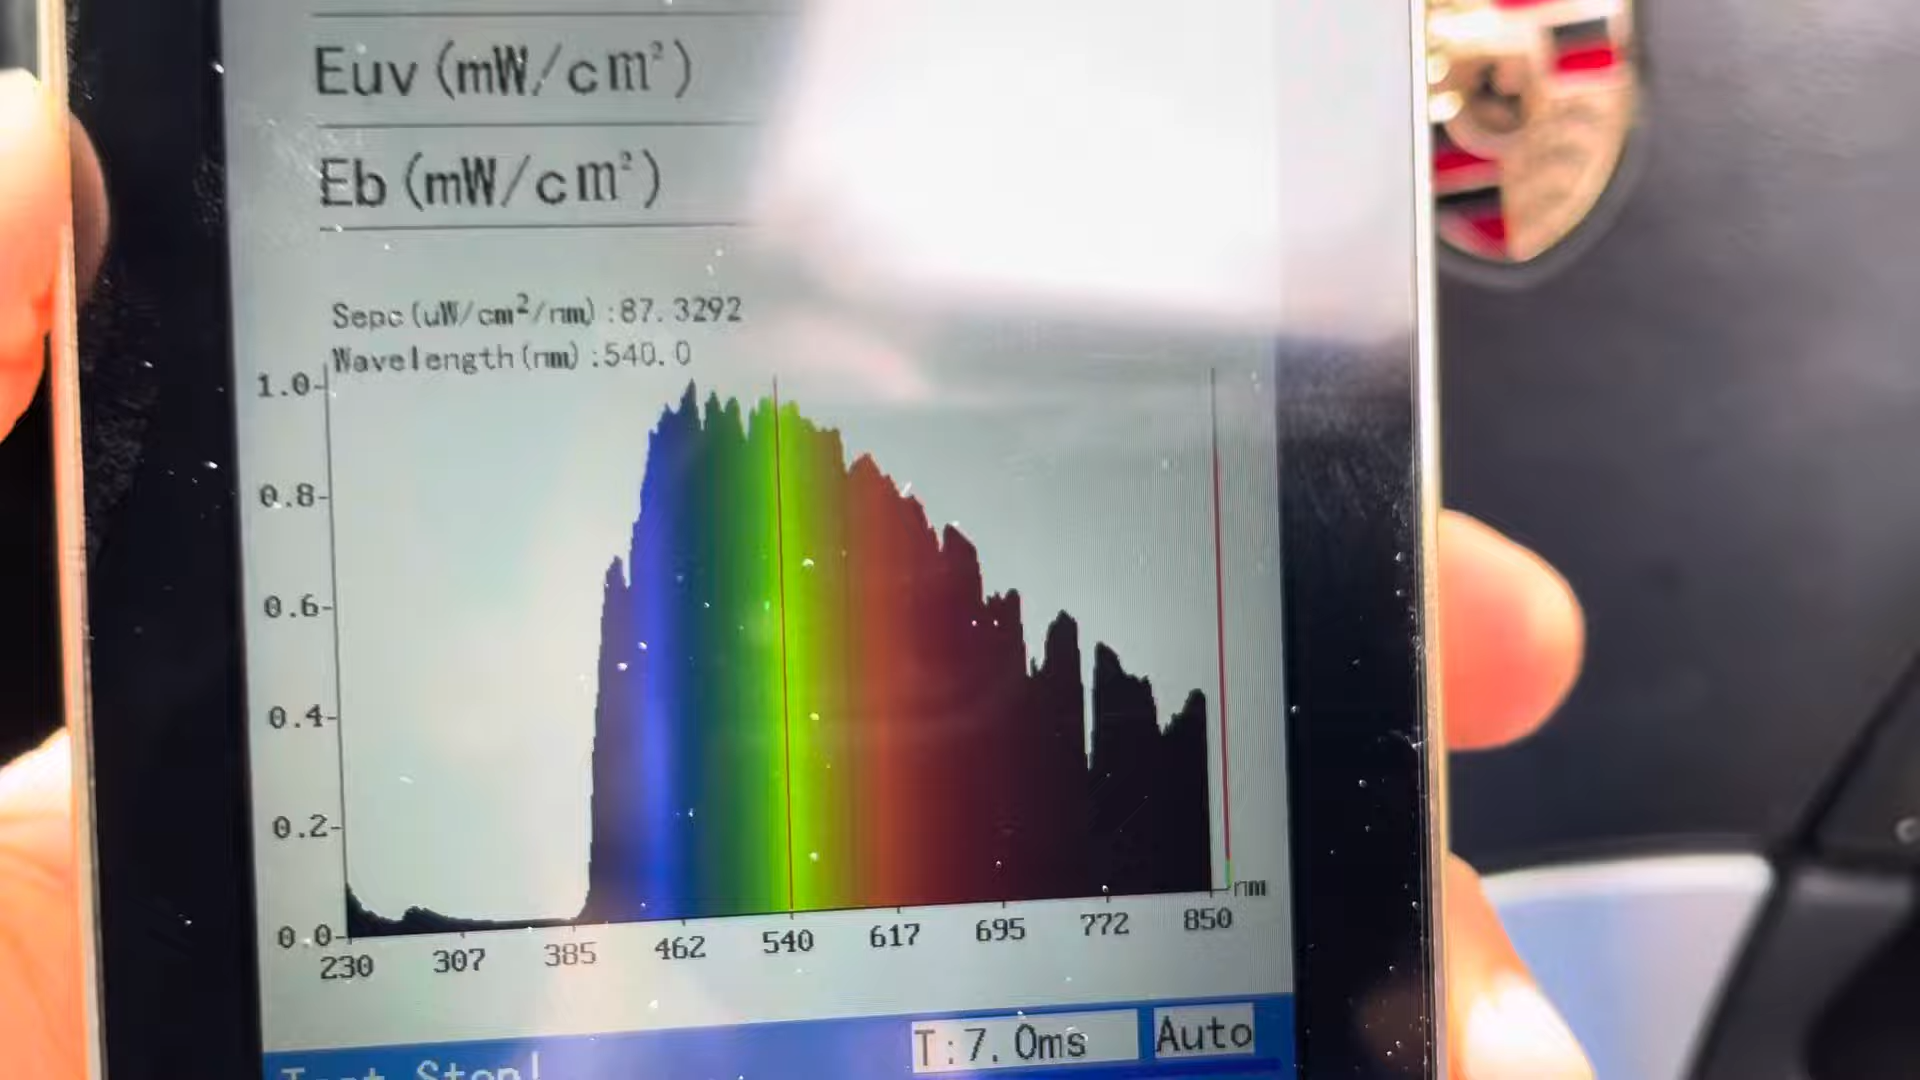 Euv(mW/cm²)
Eb(mW/cm²)
Sepc(uW/cm2/nm):87.3292
Wavelength(nm):540.0
1.0
0.8
0.6
0.4
0.2
0.0
nm
230 307 385 462 540 617 695 772 850
T:7.0ms Auto
Test Stop!